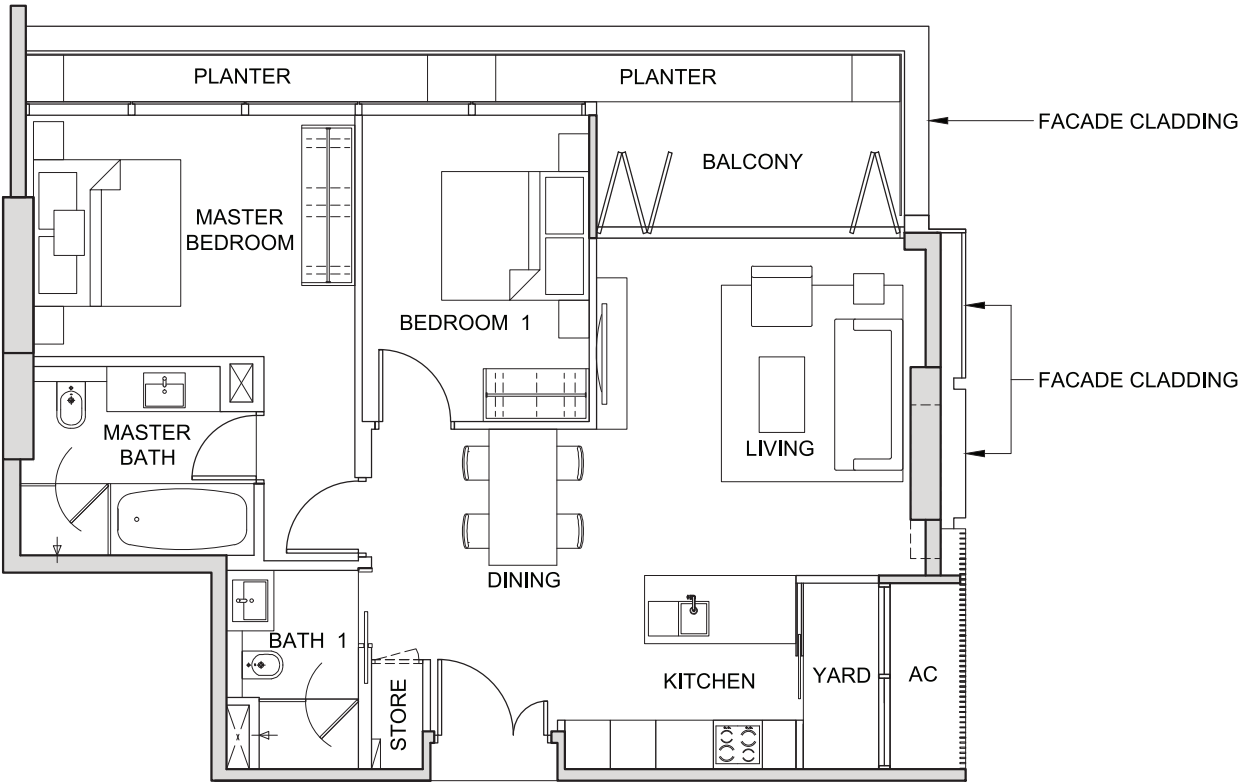 PLANTER
PLANTER
FACADE CLADDING
BALCONY
MASTER
BEDROOM
BEDROOM 1
FACADE CLADDING
MASTER
BATH
LIVING
DINING
BATH 1
KITCHEN
YARD
AC
STORE